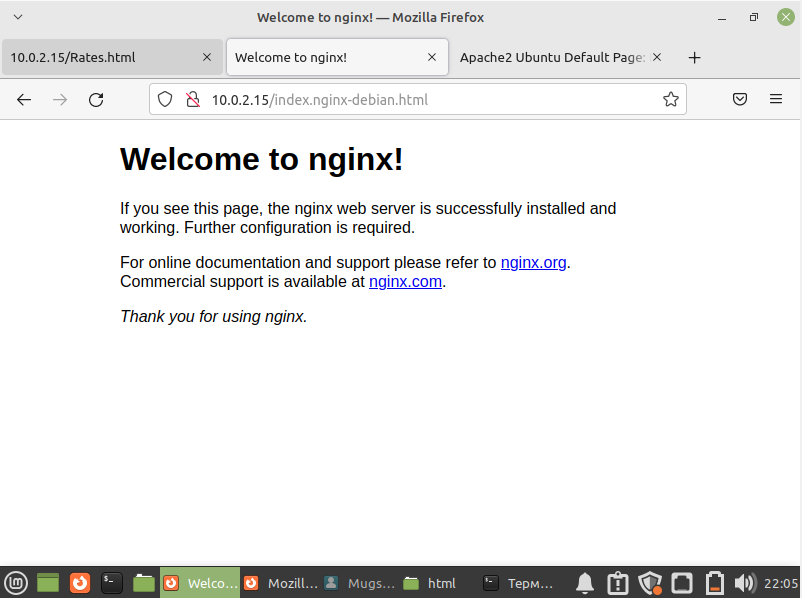 Welcome to nginx! — Mozilla Firefox
10.0.2.15/Rates.html
Welcome to nginx!
Apache2 Ubuntu Default Page:
10.0.2.15/index.nginx-debian.html
Welcome to nginx!
If you see this page, the nginx web server is successfully installed and
working. Further configuration is required.
For online documentation and support please refer to nginx.org.
Commercial support is available at nginx.com.
Thank you for using nginx.
Welco...
Mozill...
Mugs...
html
Терм...
22:05